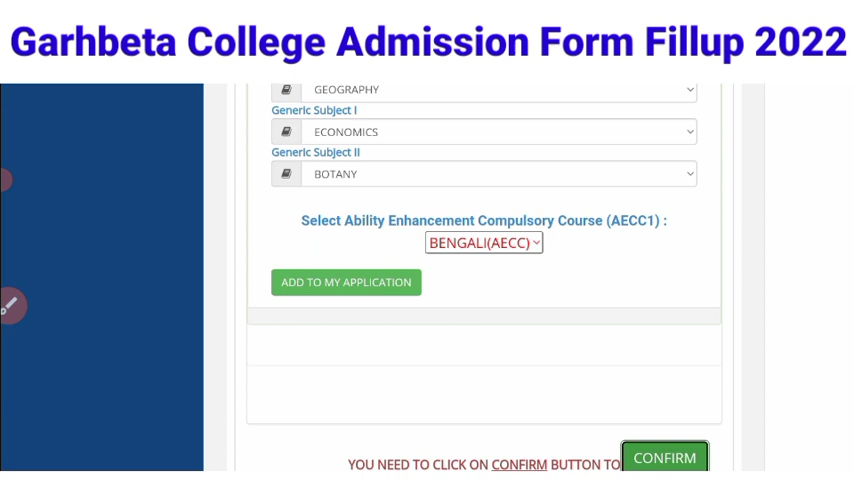 Garhbeta College Admission Form Fillup 2022
GEOGRAPHY
Generic Subject I
ECONOMICS
Generic Subject II
BOTANY
Select Ability Enhancement Compulsory Course (AECC1) :
BENGALI(AECC)
ADD TO MY APPLICATION
YOU NEED TO CLICK ON CONFIRM BUTTON TO CONFIRM